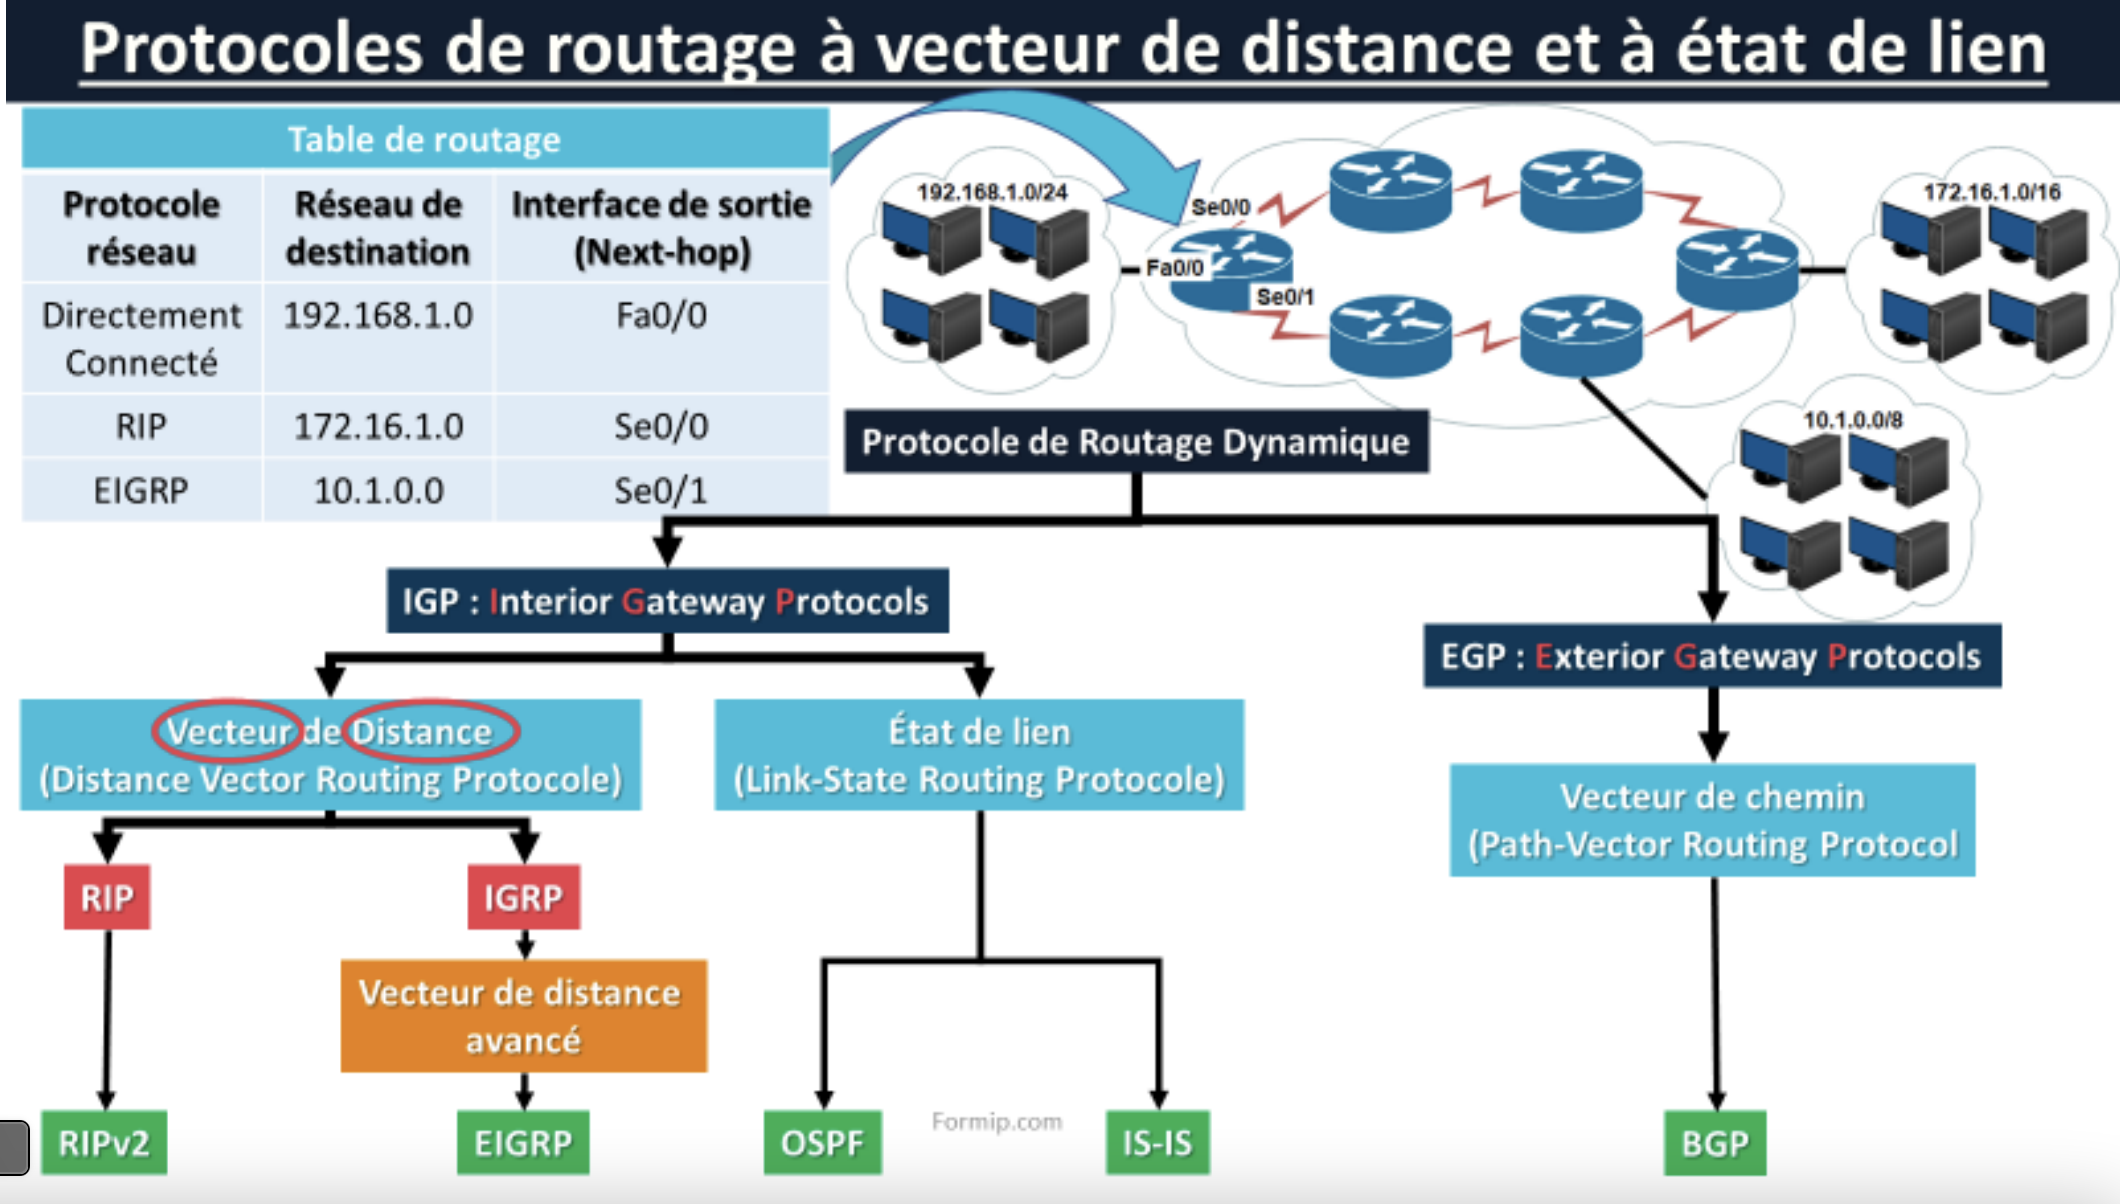 Protocoles de routage à vecteur de distance et à état de lien
Table de routage
Protocole
réseau
Réseau de
destination
Interface de sortie
(Next-hop)
Directement
Connecté
192.168.1.0
Fa0/0
RIP
172.16.1.0
Se0/0
EIGRP
10.1.0.0
Se0/1
192.168.1.0/24
Se0/0
Fa0/0
Se0/1
172.16.1.0/16
10.1.0.0/8
Protocole de Routage Dynamique
IGP : Interior Gateway Protocols
EGP : Exterior Gateway Protocols
Vecteur de Distance
(Distance Vector Routing Protocole)
État de lien
(Link-State Routing Protocole)
Vecteur de chemin
(Path-Vector Routing Protocol
RIP
IGRP
Vecteur de distance
avancé
RIPv2
EIGRP
OSPF
Formip.com
IS-IS
BGP